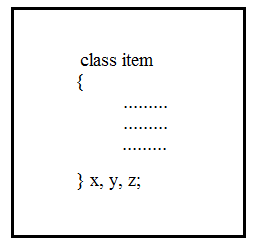 class item
{
.........
.........
.........
} x, y, z;